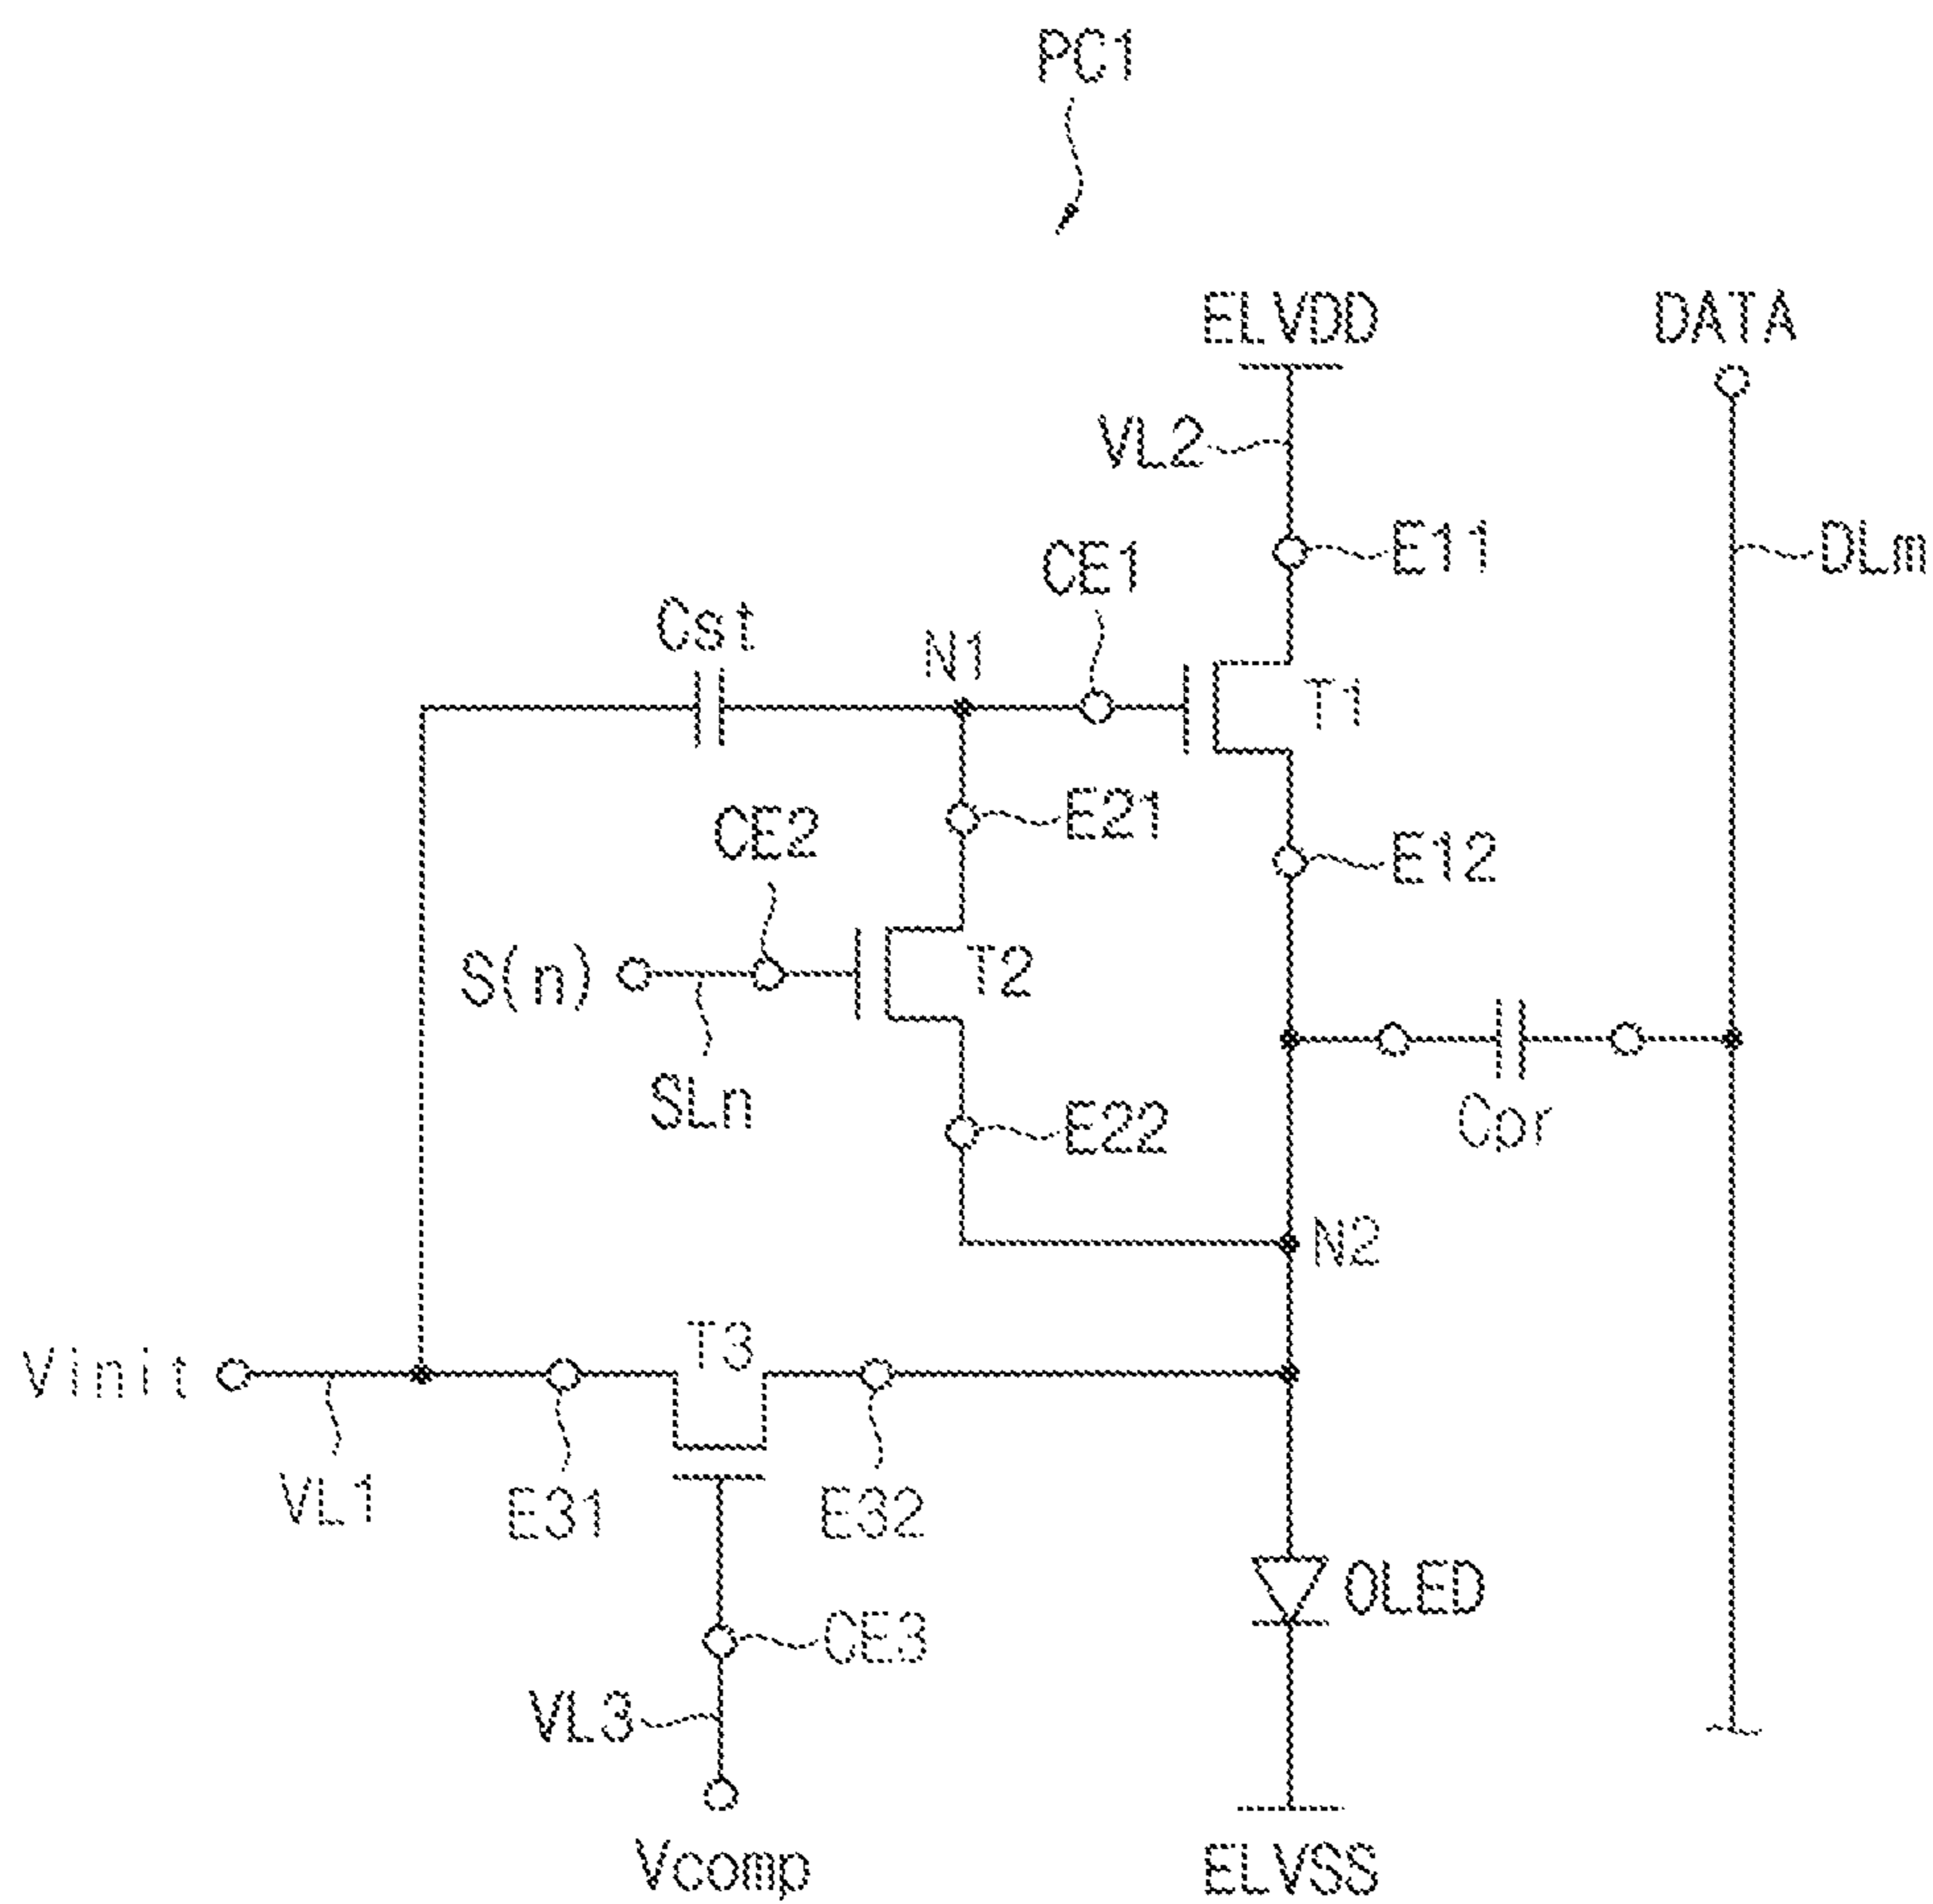 PC1
ELVDD
DATA
VL2
CE1
E11
DLm
Cst
N1
T1
CE2
E21
E12
S(n)
T2
SLn
E22
Cpr
N2
T3
Vinit
VL1
E31
E32
OLED
CE3
VL3
Vcomp
ELVSS